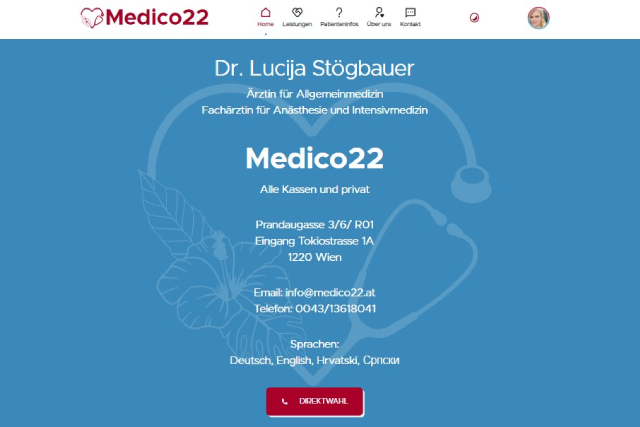 Medico22
Home
Leistungen
Patienteninfos
Über uns
Kontakt
Dr. Lucija Stögbauer
Ärztin für Allgemeinmedizin
Fachärztin für Anästhesie und Intensivmedizin
Medico22
Alle Kassen und privat
Prandaugasse 3/6/ R01
Eingang Tokiostrasse 1A
1220 Wien
Email: info@medico22.at
Telefon: 0043/13618041
Sprachen:
Deutsch, English, Hrvatski, Српски
DIREKTWAHL